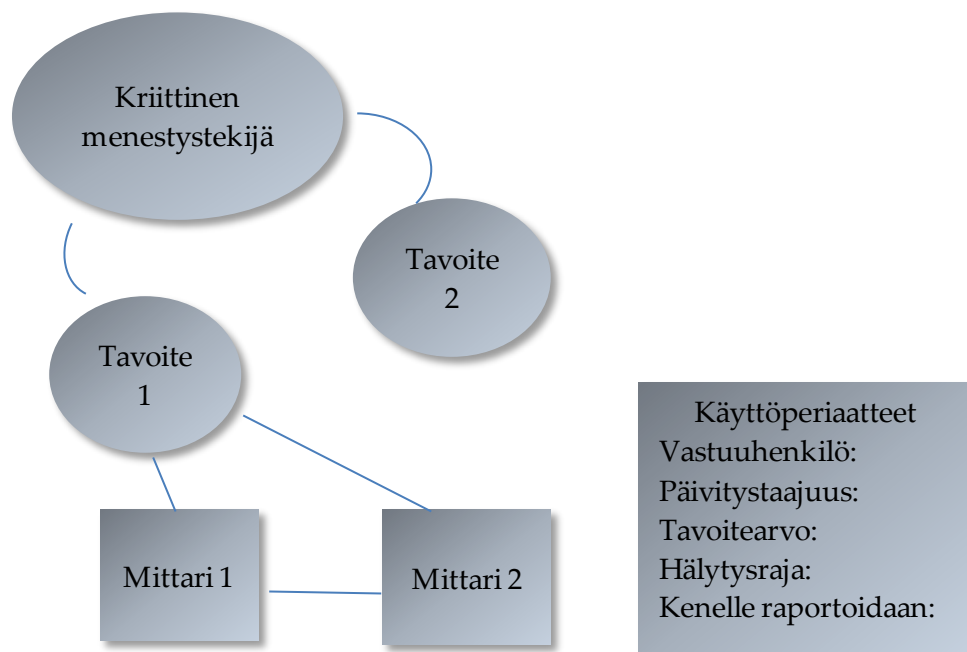 Kriittinen
menestystekijä
Tavoite
2
Tavoite
1
Mittari 1
Mittari 2
Käyttöperiaatteet
Vastuuhenkilö:
Päivitystaajuus:
Tavoitearvo:
Hälytysraja:
Kenelle raportoidaan: